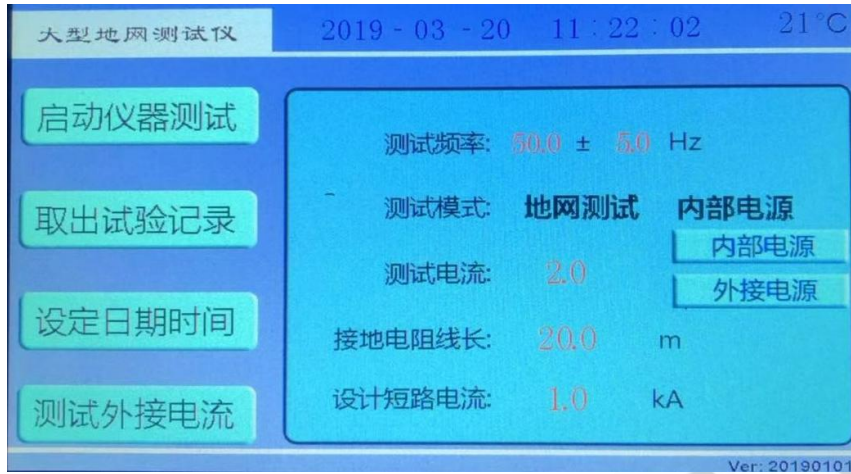 大型地网测试仪 2019 - 03 - 20 11 : 22 : 02 21°C
启动仪器测试
取出试验记录
设定日期时间
测试外接电流
测试频率: 50.0 ± 5.0 Hz
测试模式: 地网测试 内部电源
内部电源
测试电流: 2.0
外接电源
接地电阻线长: 20.0 m
设计短路电流: 1.0 kA
Ver: 20190101